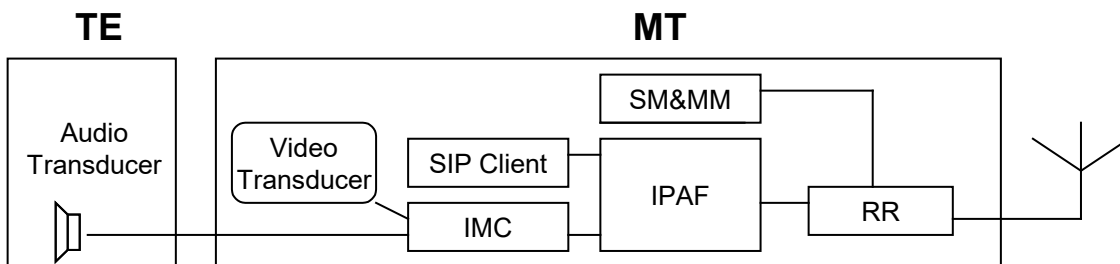 TE
MT
Audio
Transducer
Video
Transducer
SM&MM
SIP Client
IPAF
IMC
RR